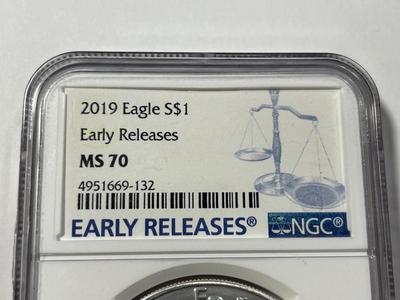 2019 Eagle S$1
Early Releases
MS 70
4951669-132
EARLY RELEASES®
NGC®